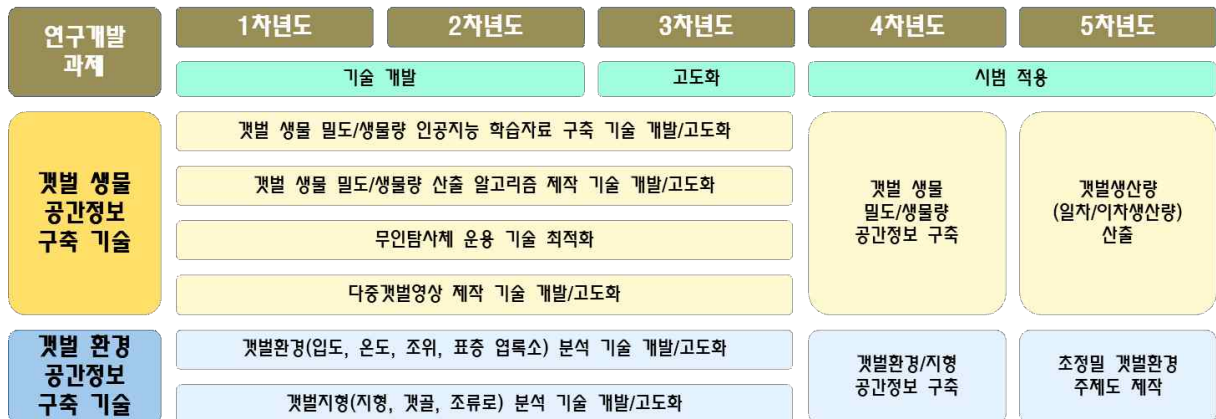 연구개발
과제
1차년도
2차년도
3차년도
4차년도
5차년도
기술 개발
고도화
시범 적용
갯벌 생물
공간정보
구축 기술
갯벌 생물 밀도/생물량 인공지능 학습자료 구축 기술 개발/고도화
갯벌 생물 밀도/생물량 산출 알고리즘 제작 기술 개발/고도화
무인탐사체 운용 기술 최적화
다중갯벌영상 제작 기술 개발/고도화
갯벌 생물
밀도/생물량
공간정보 구축
갯벌생산량
(일차/이차생산량)
산출
갯벌 환경
공간정보
구축 기술
갯벌환경(입도, 온도, 조위, 표층 엽록소) 분석 기술 개발/고도화
갯벌지형(지형, 갯골, 조류로) 분석 기술 개발/고도화
갯벌환경/지형
공간정보 구축
초정밀 갯벌환경
주제도 제작